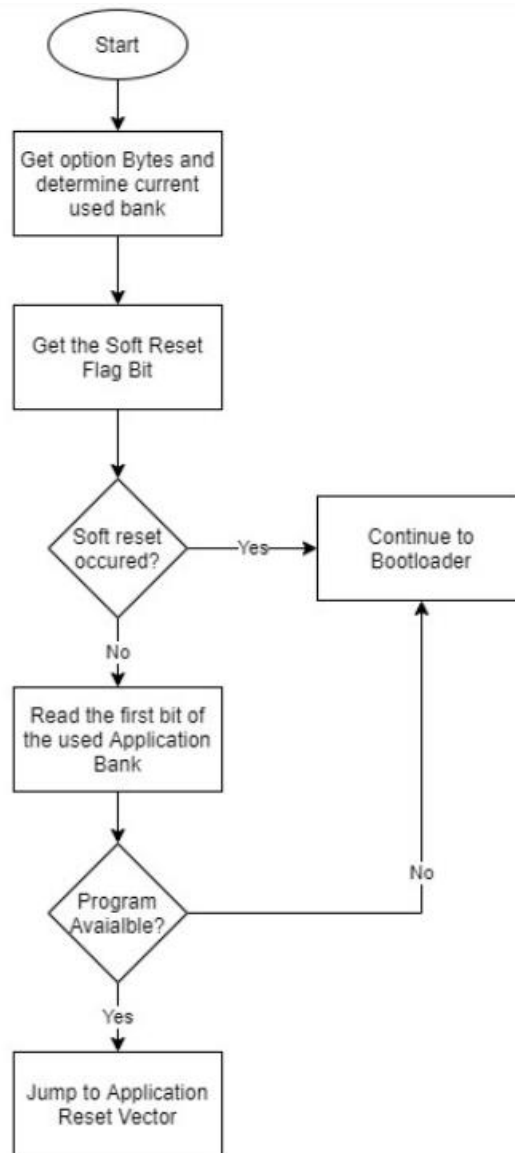 Start
Get option Bytes and
determine current
used bank
Get the Soft Reset
Flag Bit
Soft reset
occured?
Yes
Continue to
Bootloader
No
Read the first bit of
the used Application
Bank
Program
Avaialble?
No
Yes
Jump to Application
Reset Vector